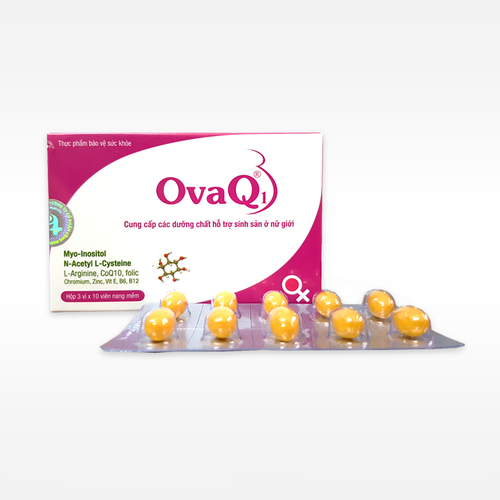 Thực phẩm bảo vệ sức khỏe
OvaQ1®
Cung cấp các dưỡng chất hỗ trợ sinh sản ở nữ giới
Myo-Inositol
N-Acetyl L-Cysteine
L-Arginine, CoQ10, folic
Chromium, Zinc, Vit E, B6, B12
Hộp 3 vỉ x 10 viên nang mềm